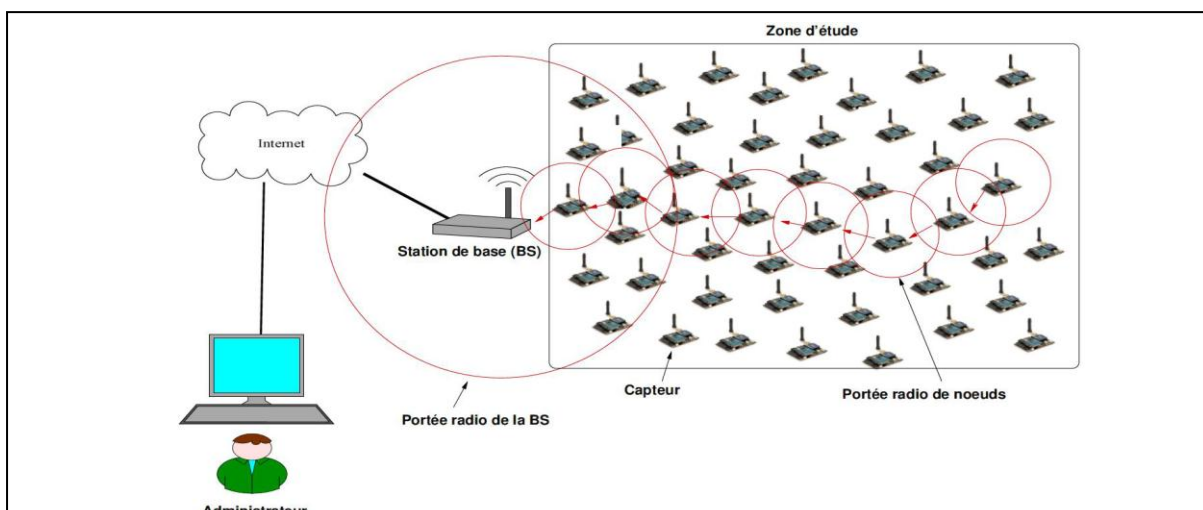 Zone d'étude
Internet
Station de base (BS)
Capteur
Portée radio de noeuds
Portée radio de la BS
Administrateur